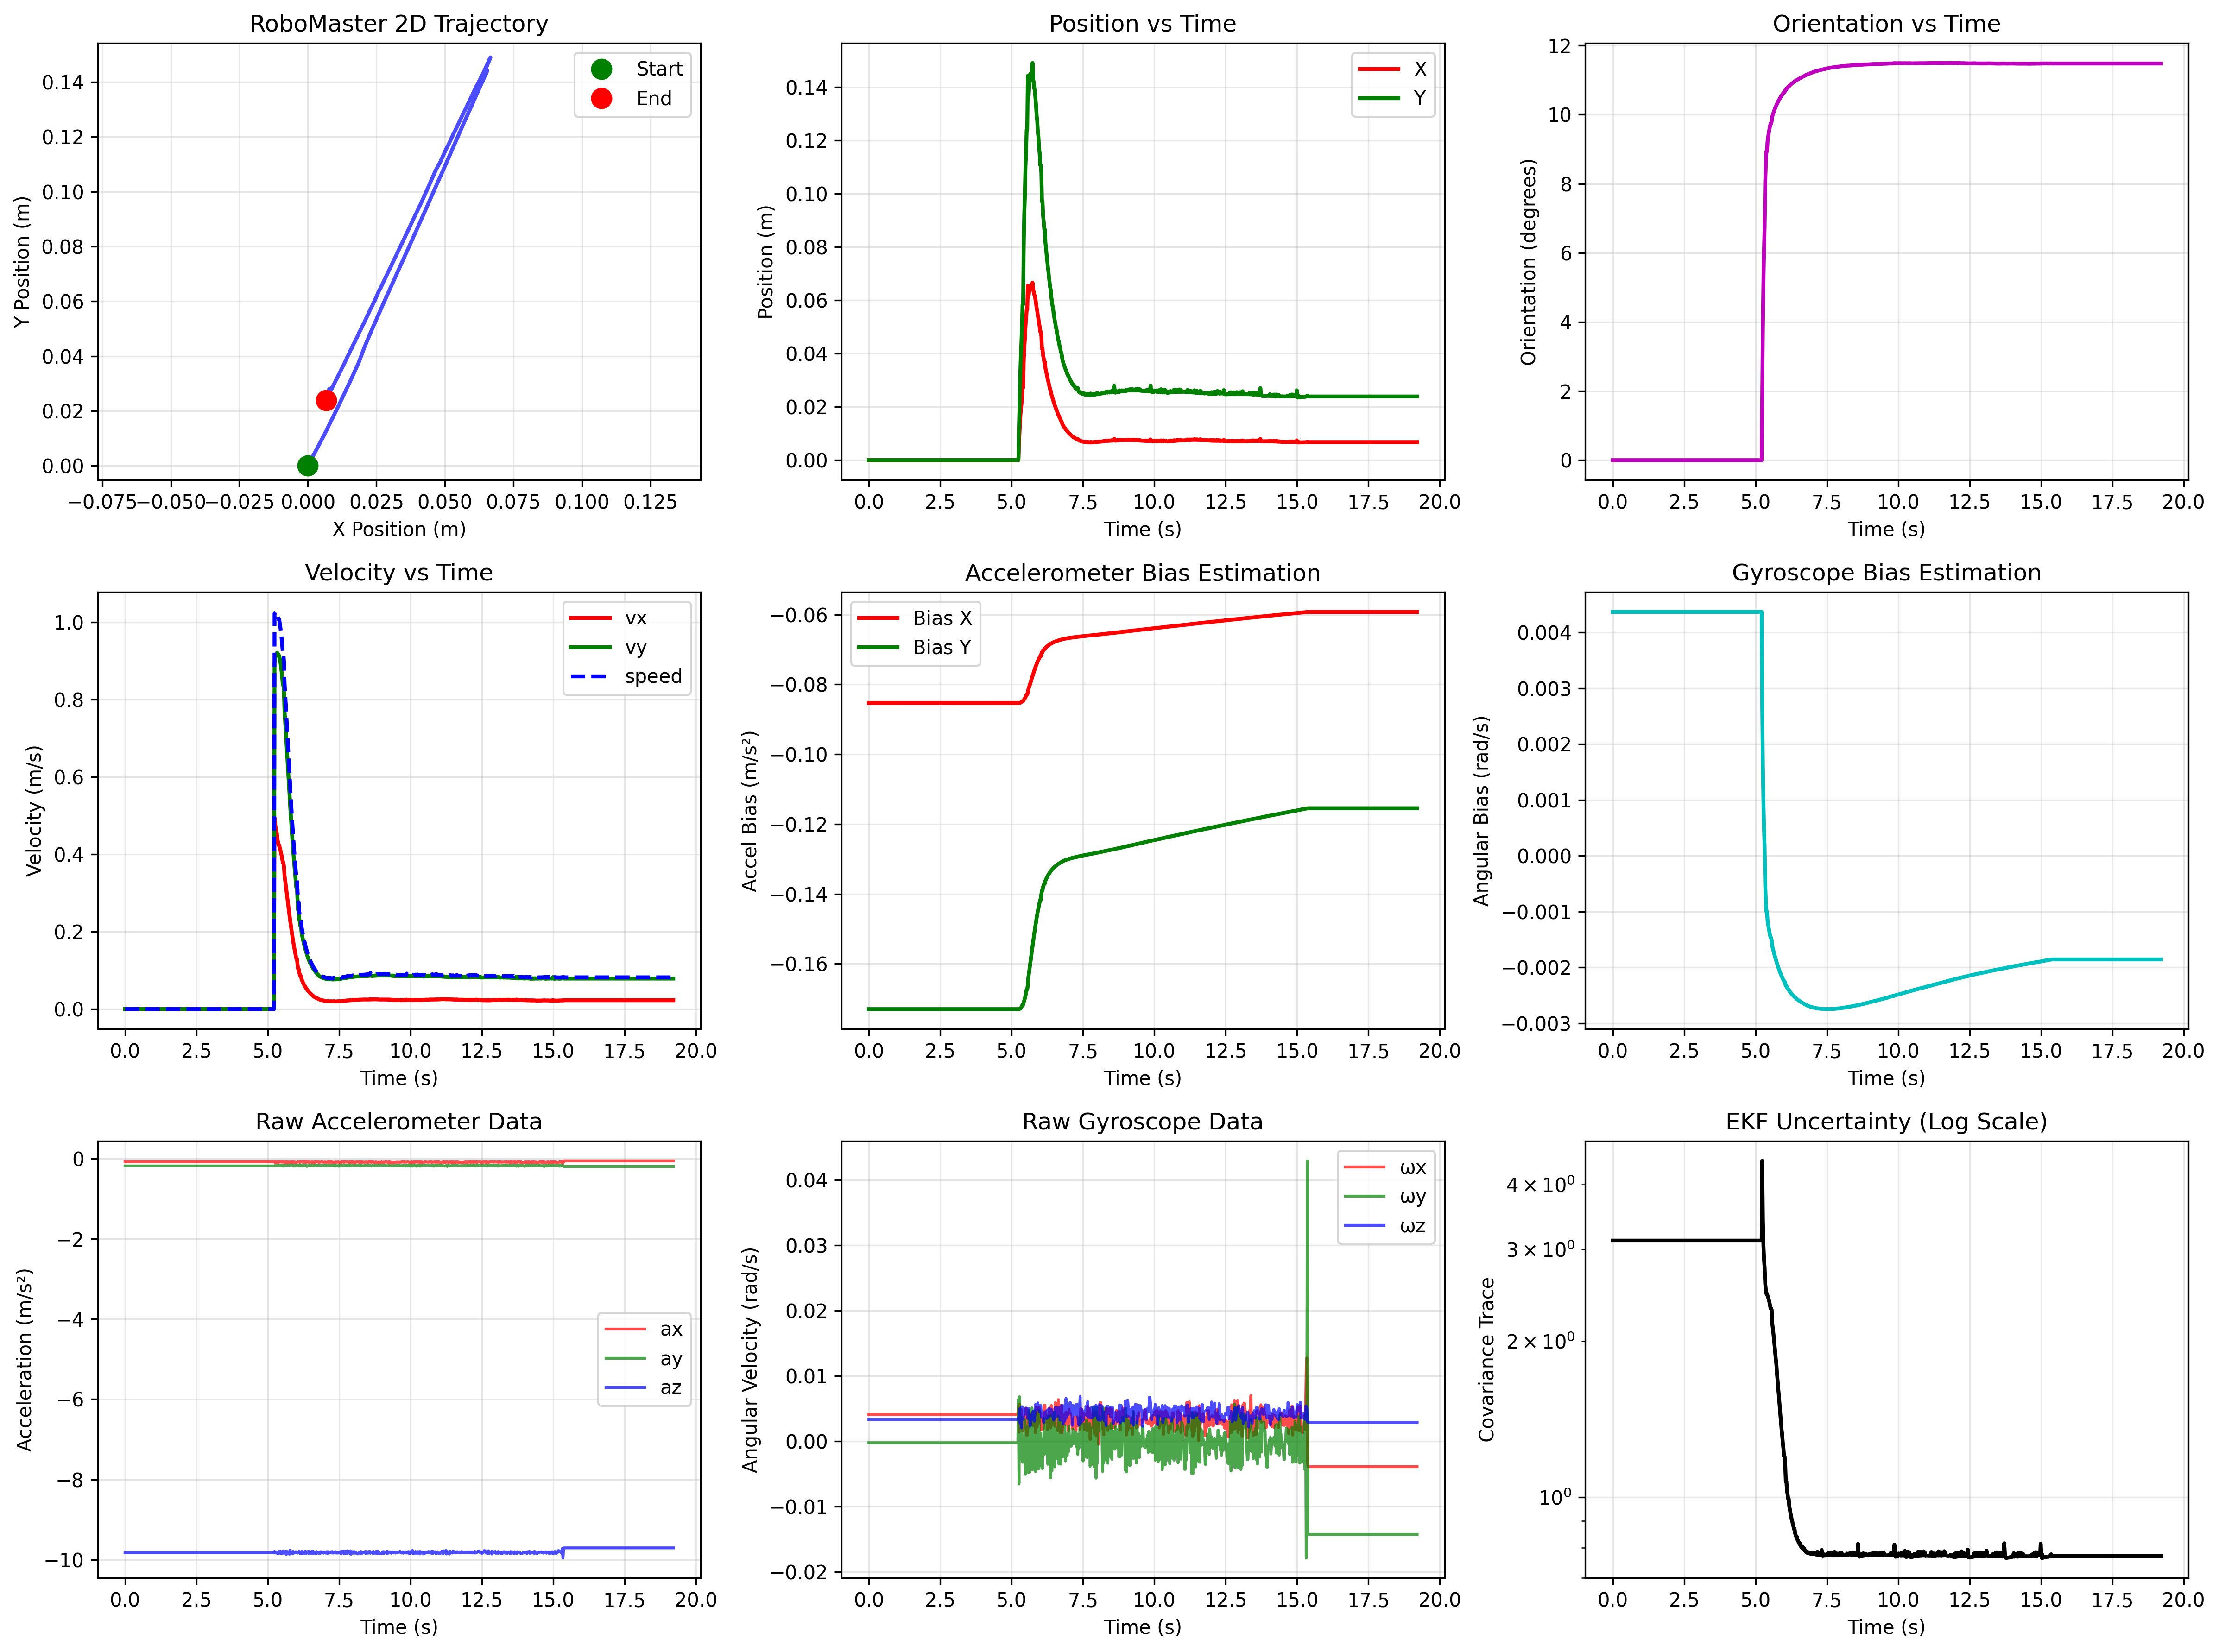 RoboMaster 2D Trajectory
Y Position (m)
0.14
0.12
0.10
0.08
0.06
0.04
0.02
0.00
Start
End
−0.075 −0.050 −0.025 0.000 0.025 0.050 0.075 0.100 0.125
X Position (m)
Position vs Time
Position (m)
0.14
0.12
0.10
0.08
0.06
0.04
0.02
0.00
X
Y
0.0 2.5 5.0 7.5 10.0 12.5 15.0 17.5 20.0
Time (s)
Orientation vs Time
Orientation (degrees)
12
10
8
6
4
2
0
0.0 2.5 5.0 7.5 10.0 12.5 15.0 17.5 20.0
Time (s)
Velocity vs Time
Velocity (m/s)
1.0
0.8
0.6
0.4
0.2
0.0
vx
vy
speed
0.0 2.5 5.0 7.5 10.0 12.5 15.0 17.5 20.0
Time (s)
Accelerometer Bias Estimation
Accel Bias (m/s²)
−0.06
−0.08
−0.10
−0.12
−0.14
−0.16
Bias X
Bias Y
0.0 2.5 5.0 7.5 10.0 12.5 15.0 17.5 20.0
Time (s)
Gyroscope Bias Estimation
Angular Bias (rad/s)
0.004
0.003
0.002
0.001
0.000
−0.001
−0.002
−0.003
0.0 2.5 5.0 7.5 10.0 12.5 15.0 17.5 20.0
Time (s)
Raw Accelerometer Data
Acceleration (m/s²)
0
−2
−4
−6
−8
−10
ax
ay
az
0.0 2.5 5.0 7.5 10.0 12.5 15.0 17.5 20.0
Time (s)
Raw Gyroscope Data
Angular Velocity (rad/s)
0.04
0.03
0.02
0.01
0.00
−0.01
−0.02
ωx
ωy
ωz
0.0 2.5 5.0 7.5 10.0 12.5 15.0 17.5 20.0
Time (s)
EKF Uncertainty (Log Scale)
Covariance Trace
4 × 10⁰
3 × 10⁰
2 × 10⁰
10⁰
0.0 2.5 5.0 7.5 10.0 12.5 15.0 17.5 20.0
Time (s)